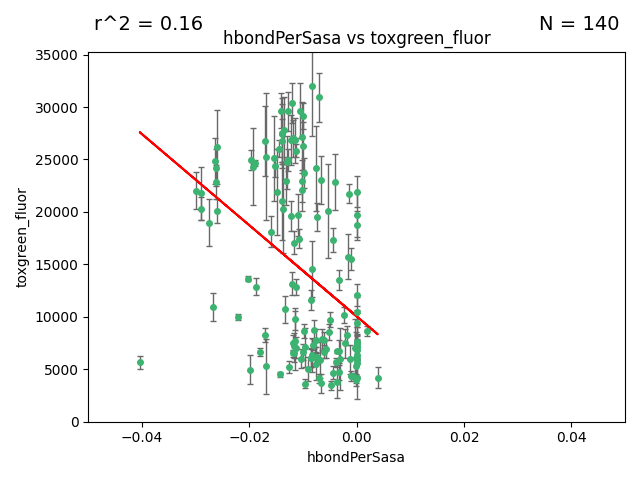 r^2 = 0.16
N = 140
hbondPerSasa vs toxgreen_fluor
35000
30000
25000
20000
15000
10000
5000
0
toxgreen_fluor
−0.04
−0.02
0.00
0.02
0.04
hbondPerSasa